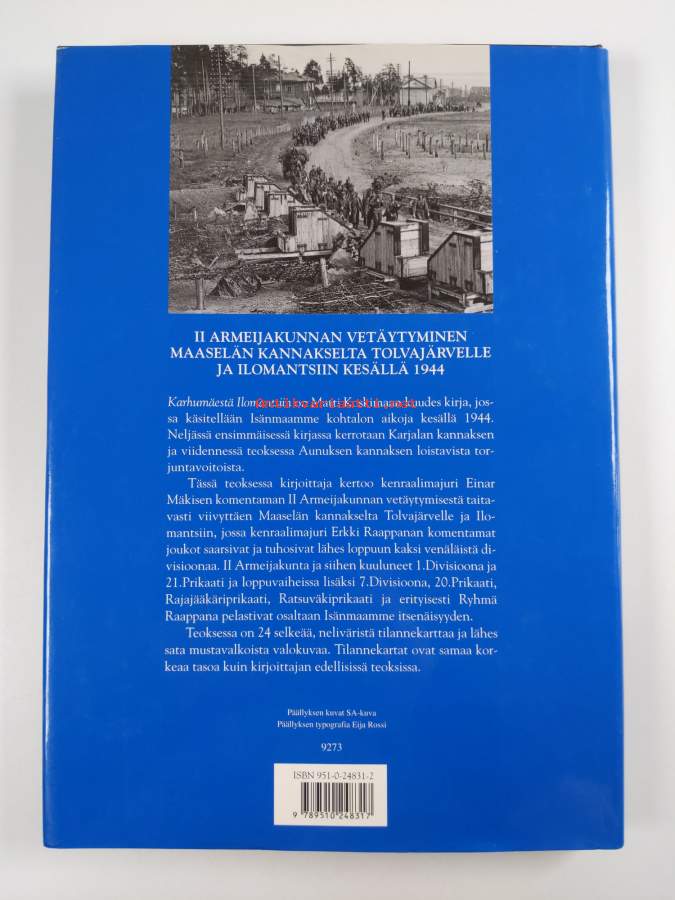 II ARMEIJAKUNNAN VETÄYTYMINEN
MAASELÄN KANNAKSELTA TOLVAJÄRVELLE
JA ILOMANTSIIN KESÄLLÄ 1944
Karhumäestä on kuudes kirja, jos-
sa käsitellään Isänmaamme kohtalon aikoja kesällä 1944.
Neljässä ensimmäisessä kirjassa kerrotaan Karjalan kannaksen
ja viidennessä teoksessa Aunuksen kannaksen loistavista tor-
juntavoitoista.
Tässä teoksessa kirjoittaja kertoo kenraalimajuri Einar
Mäkisen komentaman II Armeijakunnan vetäytymisestä taita-
vasti viivyttäen Maaselän kannakselta Tolvajärvelle ja Ilo-
mantsiin, jossa kenraalimajuri Erkki Raappanan komentamat
joukot saarsivat ja tuhosivat lähes loppuun kaksi venäläistä di-
visioonaa. II Armeijakunta ja siihen kuuluneet 1.Divisioona ja
21.Prikaati ja loppuvaiheissa lisäksi 7.Divisioona, 20.Prikaati,
Rajajääkäriprikaati, Ratsuväkiprikaati ja erityisesti Ryhmä
Raappana pelastivat osaltaan Isänmaamme itsenäisyyden.
Teoksessa on 24 selkeää, neliväristä tilannekarttaa ja lähes
sata mustavalkoista valokuvaa. Tilannekartat ovat samaa kor-
keaa tasoa kuin kirjoittajan edellisissä teoksissa.
Päällyksen kuvat SA-kuva
Päällyksen typografia Eija Rossi
9273
ISBN 951-0-24831-2
9 789510 248317